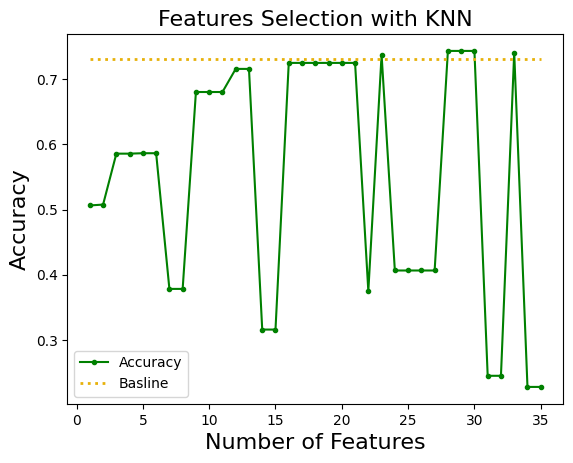 Features Selection with KNN
Accuracy
0.7
0.6
0.5
0.4
0.3
Accuracy
Basline
0 5 10 15 20 25 30 35
Number of Features